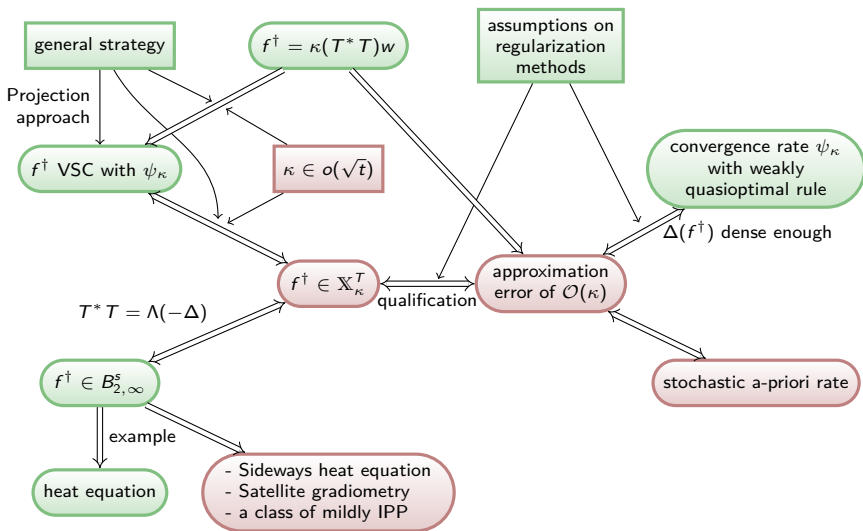 general strategy
f† = κ(T*T)w
assumptions on
regularization
methods
Projection
approach
f† VSC with ψκ
κ ∈ o(√t)
convergence rate ψκ
with weakly
quasioptimal rule
Δ(f†) dense enough
f† ∈ 𝕏κᵀ
qualification
approximation
error of 𝒪(κ)
T*T = Λ(−Δ)
stochastic a-priori rate
f† ∈ Bˢ₂,∞
example
heat equation
- Sideways heat equation
- Satellite gradiometry
- a class of mildly IPP